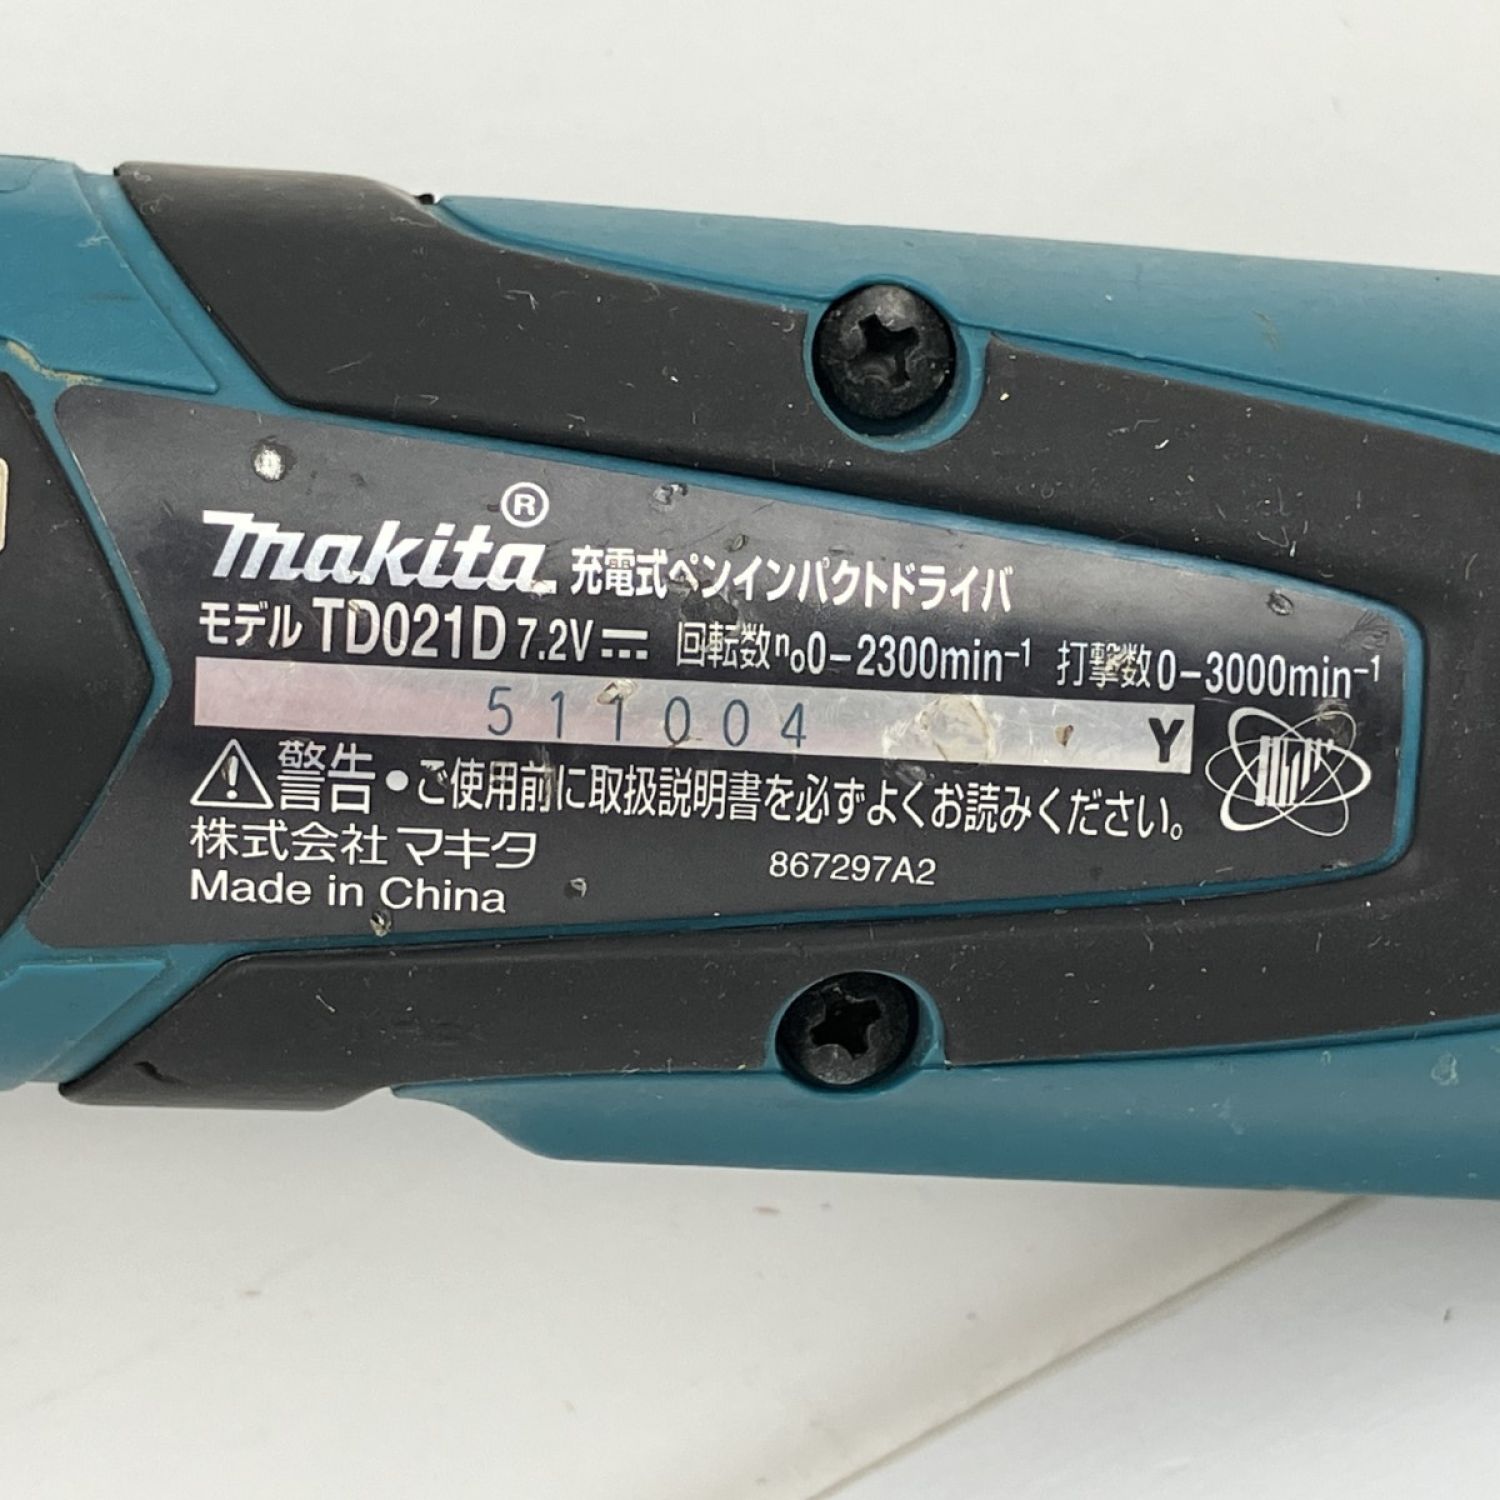 makita® 充電式ペンインパクトドライバ
モデル TD021D 7.2V 回転数 n₀0-2300min⁻¹ 打撃数 0-3000min⁻¹
511004 Y
警告・ご使用前に取扱説明書を必ずよくお読みください。
株式会社 マキタ
867297A2
Made in China